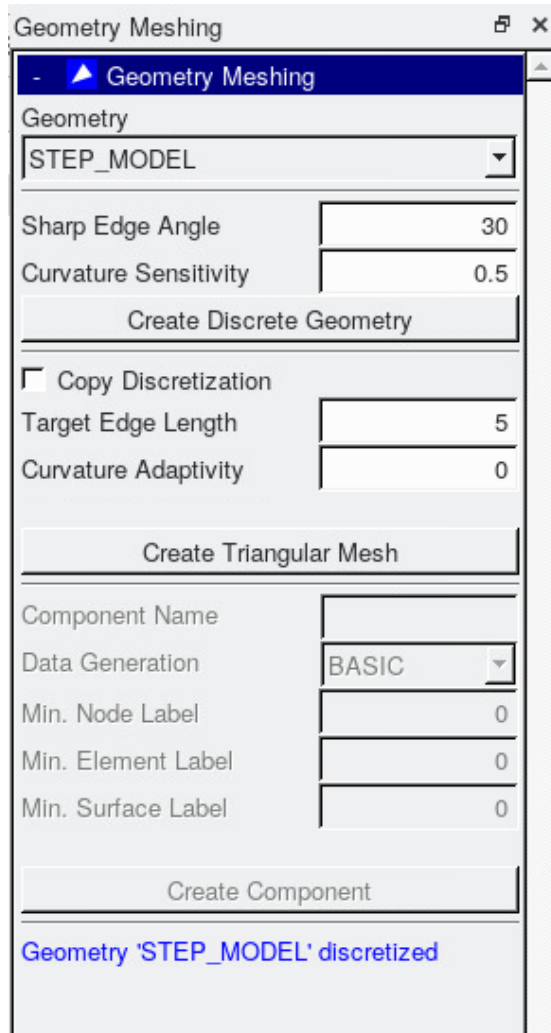 Geometry Meshing
- Geometry Meshing
Geometry
STEP_MODEL
Sharp Edge Angle 30
Curvature Sensitivity 0.5
Create Discrete Geometry
Copy Discretization
Target Edge Length 5
Curvature Adaptivity 0
Create Triangular Mesh
Component Name
Data Generation BASIC
Min. Node Label 0
Min. Element Label 0
Min. Surface Label 0
Create Component
Geometry 'STEP_MODEL' discretized